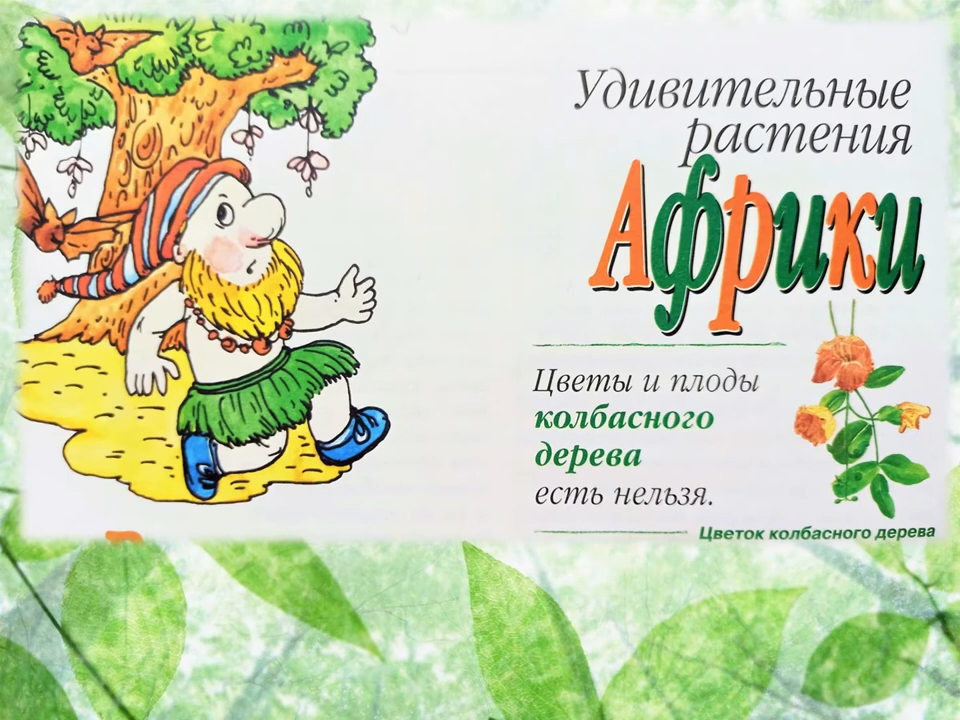 Удивительные
растения
Африки
Цветы и плоды
колбасного
дерева
есть нельзя.
Цветок колбасного дерева